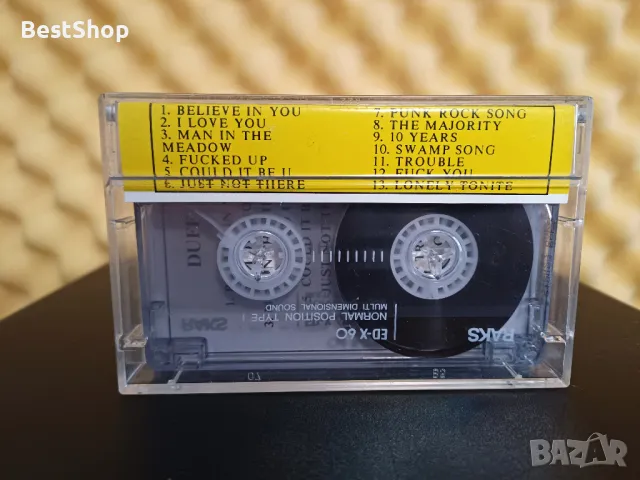 BestShop
1. BELIEVE IN YOU
2. I LOVE YOU
3. MAN IN THE
MEADOW
4. FUCKED UP
5. COULD IT BE U
6. JUST NOT THERE
7. PUNK ROCK SONG
8. THE MAJORITY
9. 10 YEARS
10. SWAMP SONG
11. TROUBLE
12. FUCK YOU
13. LONELY TONITE
RAKS
ED-X 60
NORMAL POSITION TYPE I
MULTI DIMENSIONAL SOUND
BAZAR